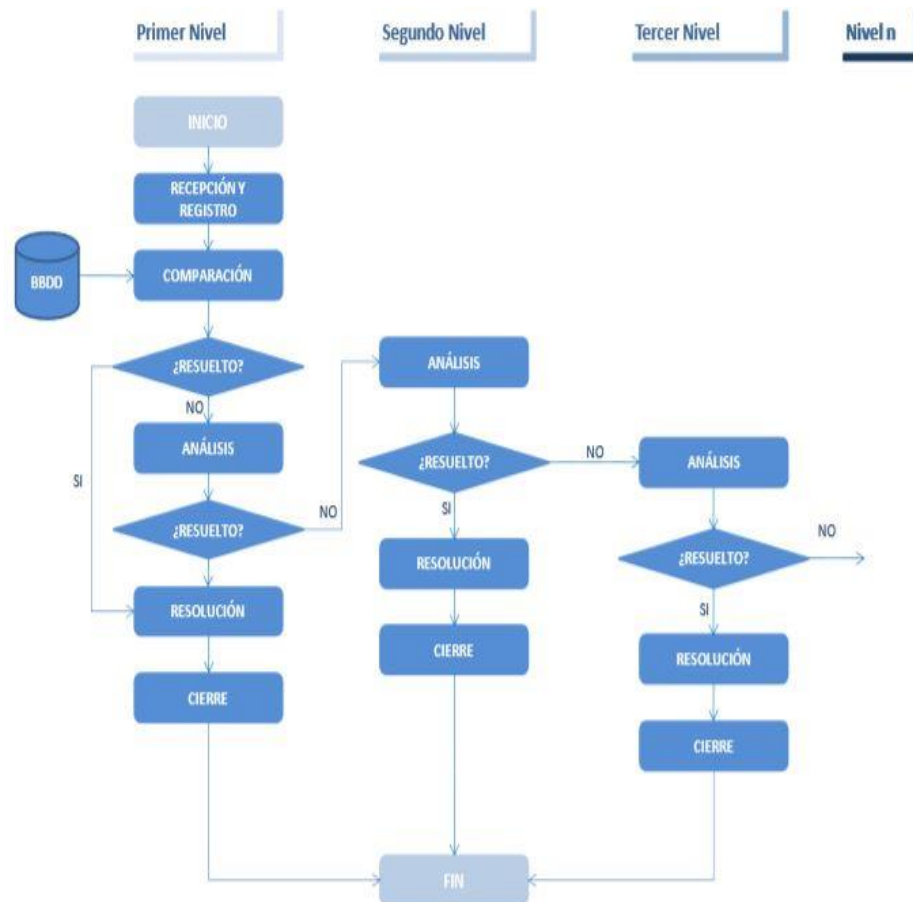 Primer Nivel
Segundo Nivel
Tercer Nivel
Nivel n
INICIO
RECEPCIÓN Y
REGISTRO
BBDD
COMPARACIÓN
¿RESUELTO?
NO
SI
ANÁLISIS
¿RESUELTO?
NO
RESOLUCIÓN
CIERRE
ANÁLISIS
¿RESUELTO?
NO
SI
RESOLUCIÓN
CIERRE
ANÁLISIS
¿RESUELTO?
NO
SI
RESOLUCIÓN
CIERRE
FIN